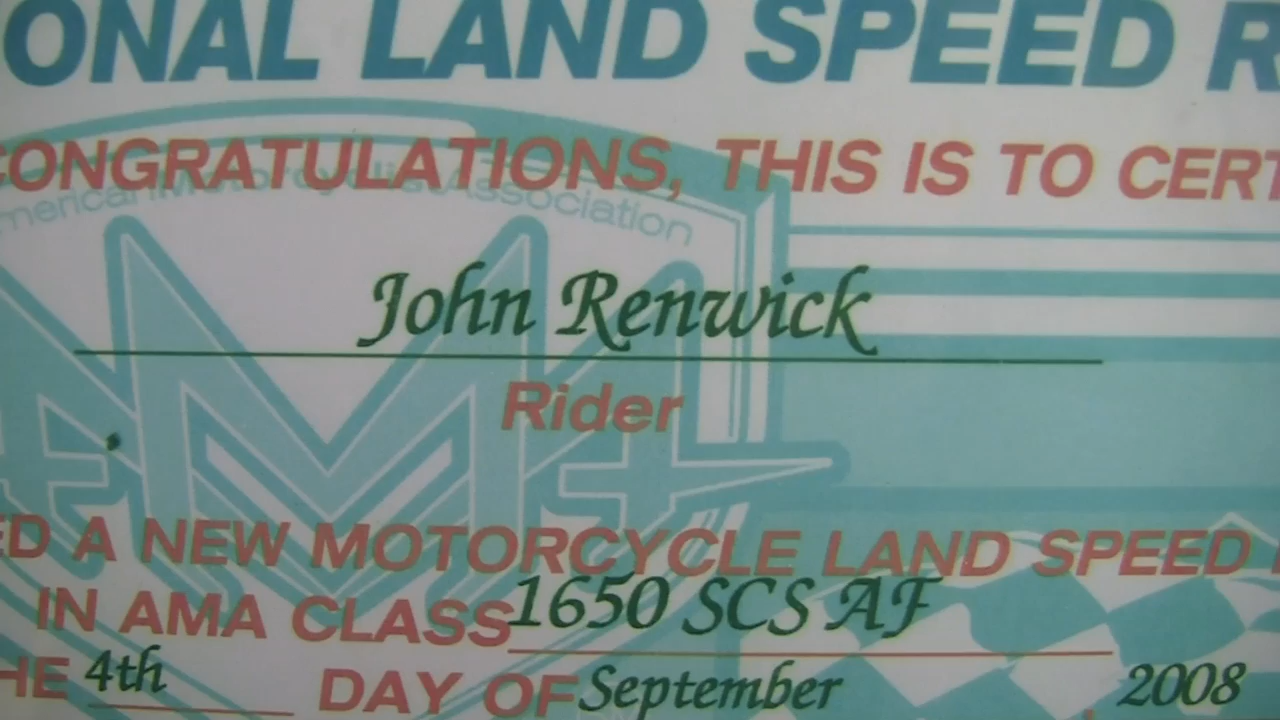 ONAL LAND SPEED R
CONGRATULATIONS, THIS IS TO CERT
merican Motorcyclist Association
John Renwick
Rider
ED A NEW MOTORCYCLE LAND SPEED
IN AMA CLASS 1650 SCS AF
HE 4th DAY OF September 2008